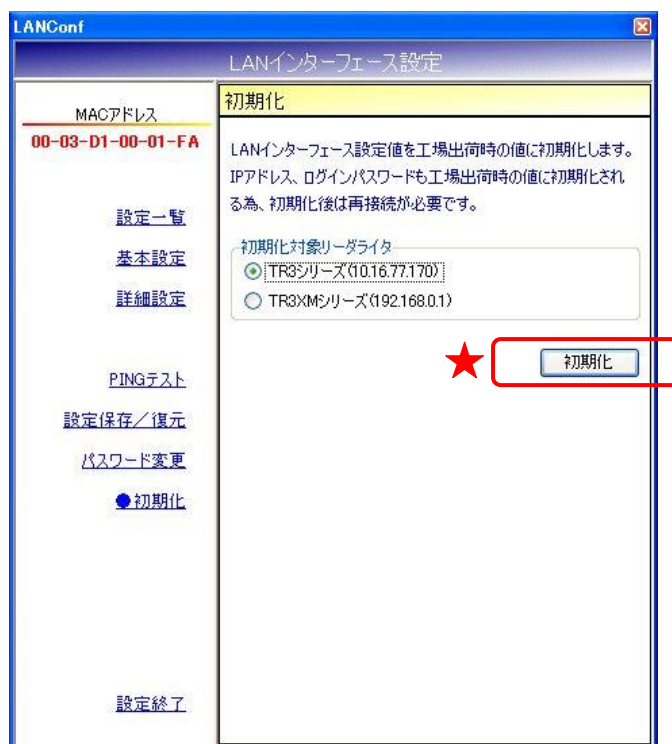 LANConf
LANインターフェース設定
MACアドレス
00-03-D1-00-01-FA
設定一覧
基本設定
詳細設定
PINGテスト
設定保存／復元
パスワード変更
●初期化
設定終了
初期化
LANインターフェース設定値を工場出荷時の値に初期化します。
IPアドレス、ログインパスワードも工場出荷時の値に初期化され
る為、初期化後は再接続が必要です。
初期化対象リーダライタ
TR3シリーズ(10.16.77.170)
TR3XMシリーズ(192.168.0.1)
初期化